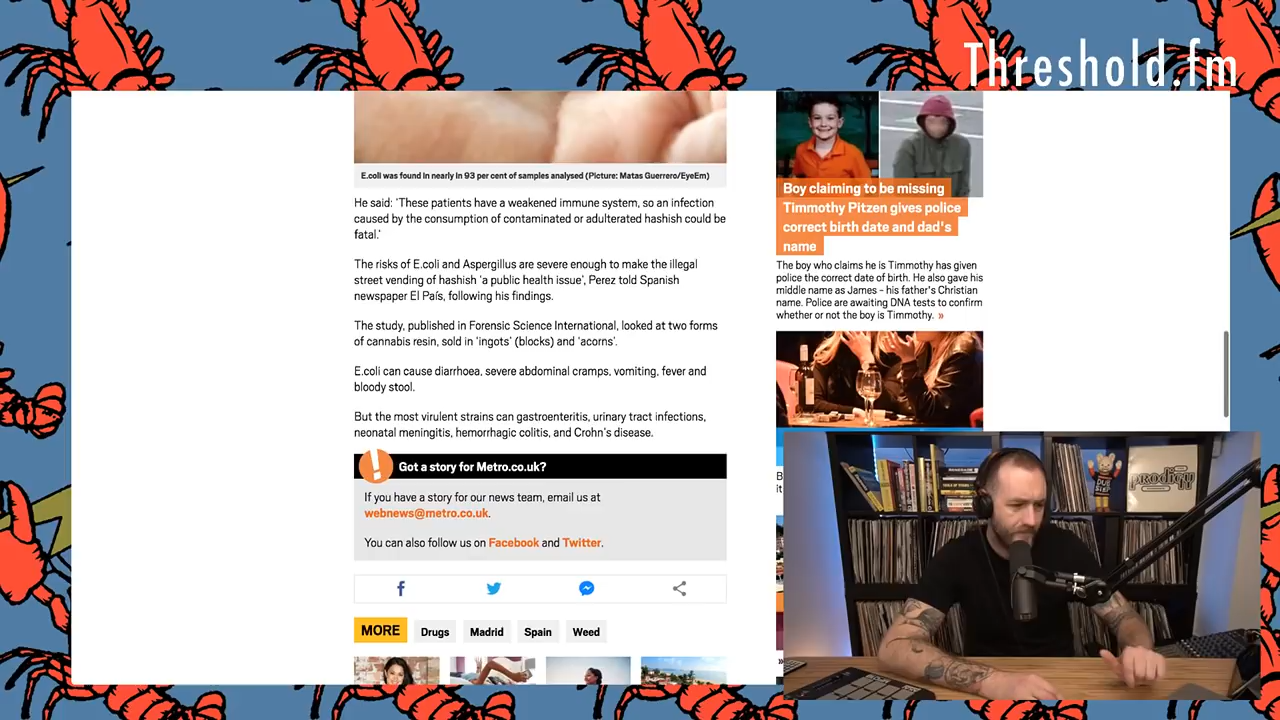 Threshold.fm
E.coli was found in nearly in 93 per cent of samples analysed (Picture: Matas Guerrero/EyeEm)
He said: ‘These patients have a weakened immune system, so an infection
caused by the consumption of contaminated or adulterated hashish could be
fatal.’
The risks of E.coli and Aspergillus are severe enough to make the illegal
street vending of hashish ‘a public health issue’, Perez told Spanish
newspaper El País, following his findings.
The study, published in Forensic Science International, looked at two forms
of cannabis resin, sold in ‘ingots’ (blocks) and ‘acorns’.
E.coli can cause diarrhoea, severe abdominal cramps, vomiting, fever and
bloody stool.
But the most virulent strains can gastroenteritis, urinary tract infections,
neonatal meningitis, hemorrhagic colitis, and Crohn’s disease.
Got a story for Metro.co.uk?
If you have a story for our news team, email us at
webnews@metro.co.uk.
You can also follow us on Facebook and Twitter.
MORE
Drugs
Madrid
Spain
Weed
Boy claiming to be missing
Timmothy Pitzen gives police
correct birth date and dad's
name
The boy who claims he is Timmothy has given
police the correct date of birth. He also gave his
middle name as James – his father's Christian
name. Police are awaiting DNA tests to confirm
whether or not the boy is Timmothy. »
DUB
STEP
prodigy